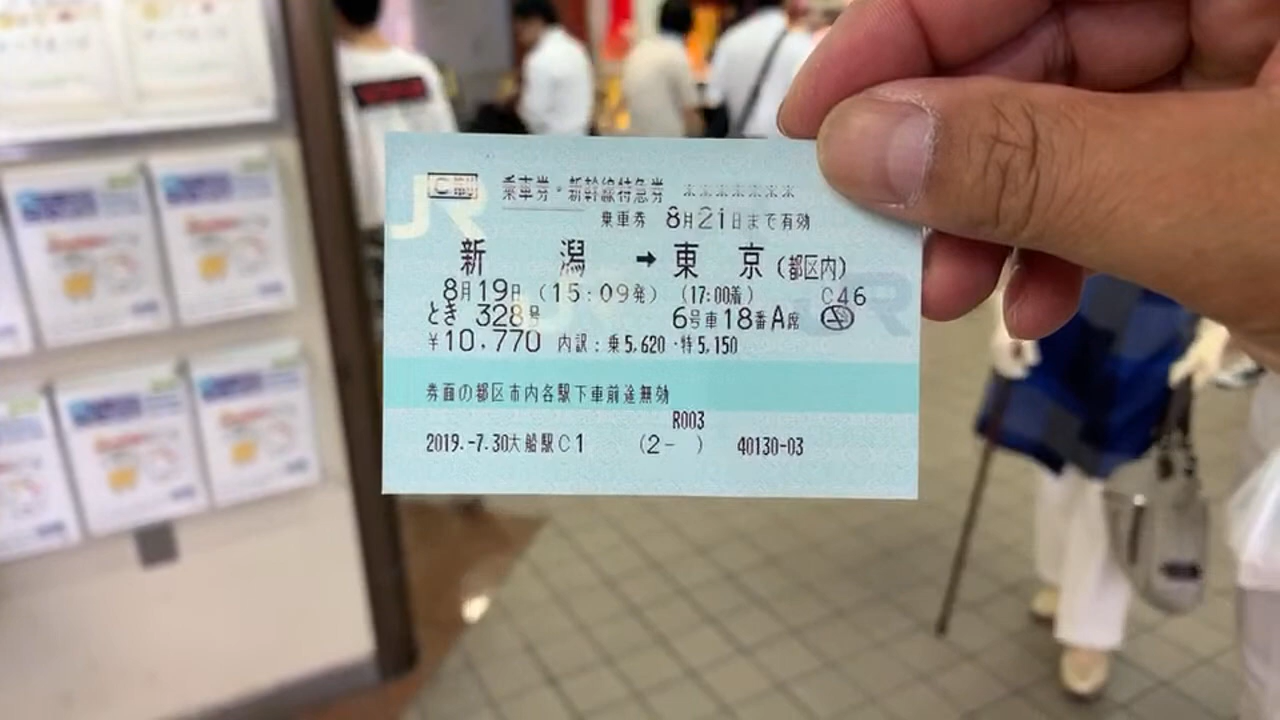 C制 乗車券・新幹線特急券 *******
乗車券 8月21日まで有効
新潟 → 東京(都区内)
8月19日 (15:09発) (17:00着) C46
とき 328号 6号車18番A席
¥10,770 内訳:乗5,620・特5,150
券面の都区市内各駅下車前途無効
R003
2019.-7.30大船駅C1 (2- ) 40130-03
JR
JR